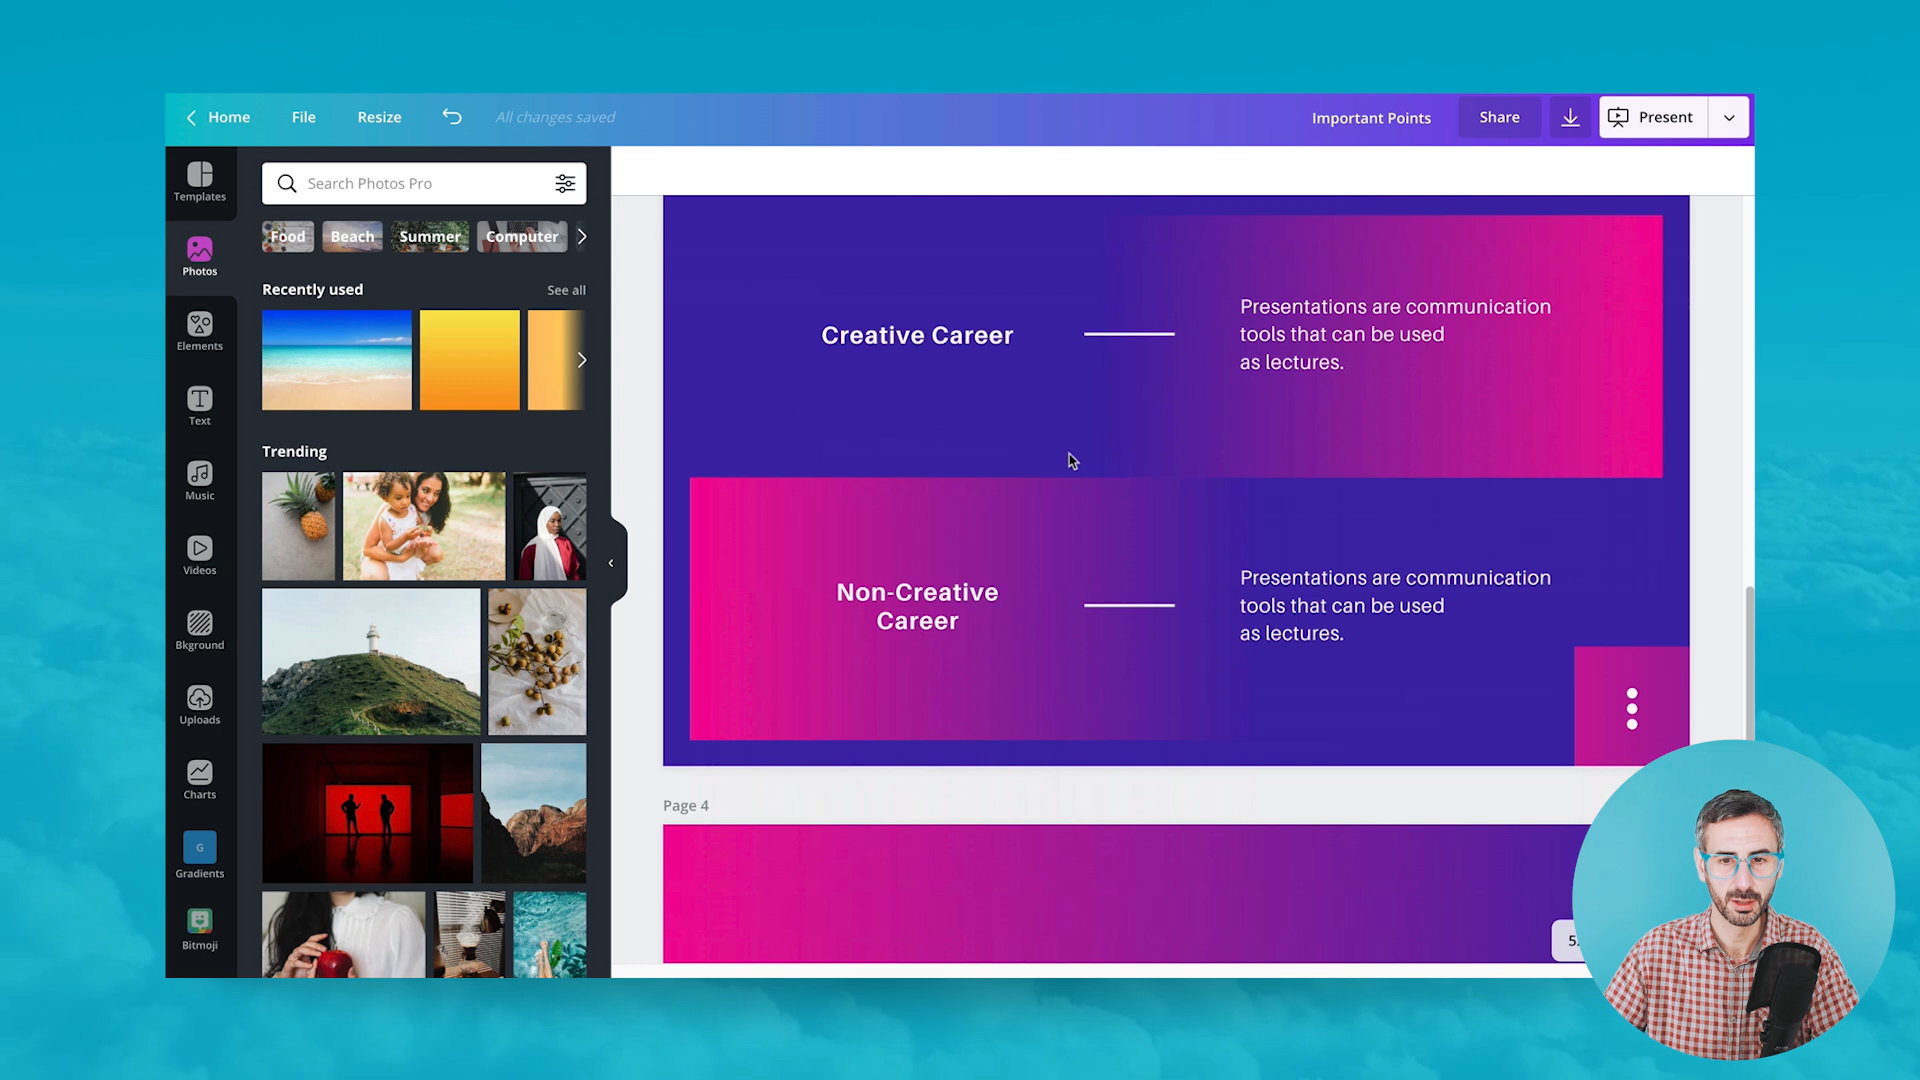 Home File Resize All changes saved Important Points Share Present
Templates
Photos
Elements
Text
Music
Videos
Bkground
Uploads
Charts
G
Gradients
Bitmoji
Search Photos Pro
Food Beach Summer Computer
Recently used See all
Trending
Creative Career
Presentations are communication
tools that can be used
as lectures.
Non-Creative
Career
Presentations are communication
tools that can be used
as lectures.
Page 4